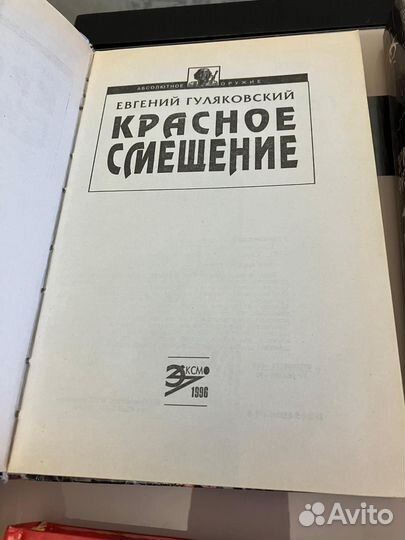 АБСОЛЮТНОЕ ОРУЖИЕ
ЕВГЕНИЙ ГУЛЯКОВСКИЙ
КРАСНОЕ
СМЕЩЕНИЕ
ЭКСМО
1996
Avito